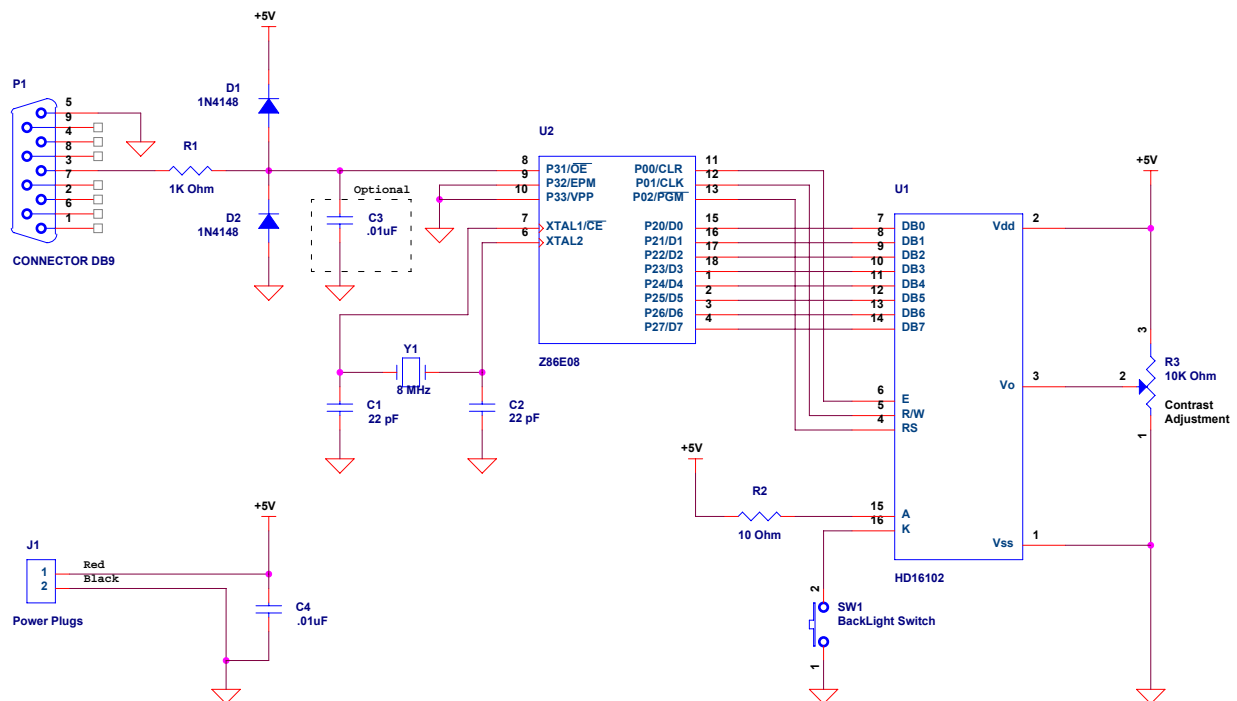 +5V
P1
5
9
4
8
3
7
2
6
1
CONNECTOR DB9
R1
1K Ohm
D1
1N4148
D2
1N4148
Optional
C3
.01uF
U2
8
9
10
7
6
P31/OE
P32/EPM
P33/VPP
XTAL1/CE
XTAL2
P00/CLR
P01/CLK
P02/PGM
P20/D0
P21/D1
P22/D2
P23/D3
P24/D4
P25/D5
P26/D6
P27/D7
11
12
13
15
16
17
18
1
2
3
4
Z86E08
Y1
8 MHz
C1
22 pF
C2
22 pF
U1
7
8
9
10
11
12
13
14
6
5
4
15
16
DB0
DB1
DB2
DB3
DB4
DB5
DB6
DB7
E
R/W
RS
A
K
Vdd
Vo
Vss
2
3
1
HD16102
+5V
3
2
1
R3
10K Ohm
Contrast
Adjustment
+5V
R2
10 Ohm
2
SW1
BackLight Switch
1
+5V
J1
1
2
Red
Black
Power Plugs
C4
.01uF